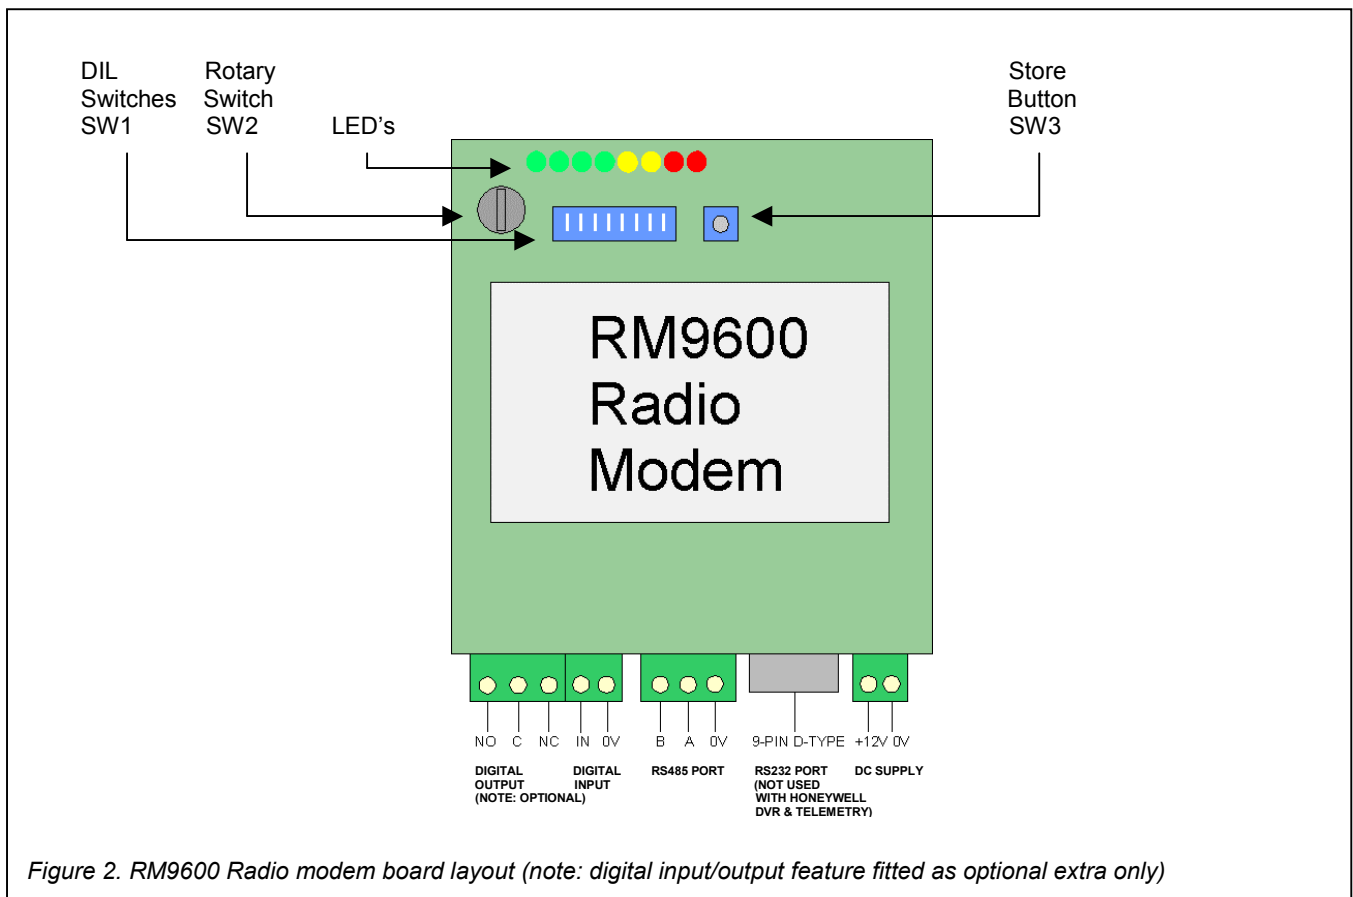 DIL
Switches
SW1
Rotary
Switch
SW2
LED's
Store
Button
SW3
RM9600
Radio
Modem
NO C NC IN 0V B A 0V 9-PIN D-TYPE +12V 0V
DIGITAL
OUTPUT
(NOTE: OPTIONAL)
DIGITAL
INPUT
RS485 PORT
RS232 PORT
(NOT USED
WITH HONEYWELL
DVR & TELEMETRY)
DC SUPPLY
Figure 2. RM9600 Radio modem board layout (note: digital input/output feature fitted as optional extra only)